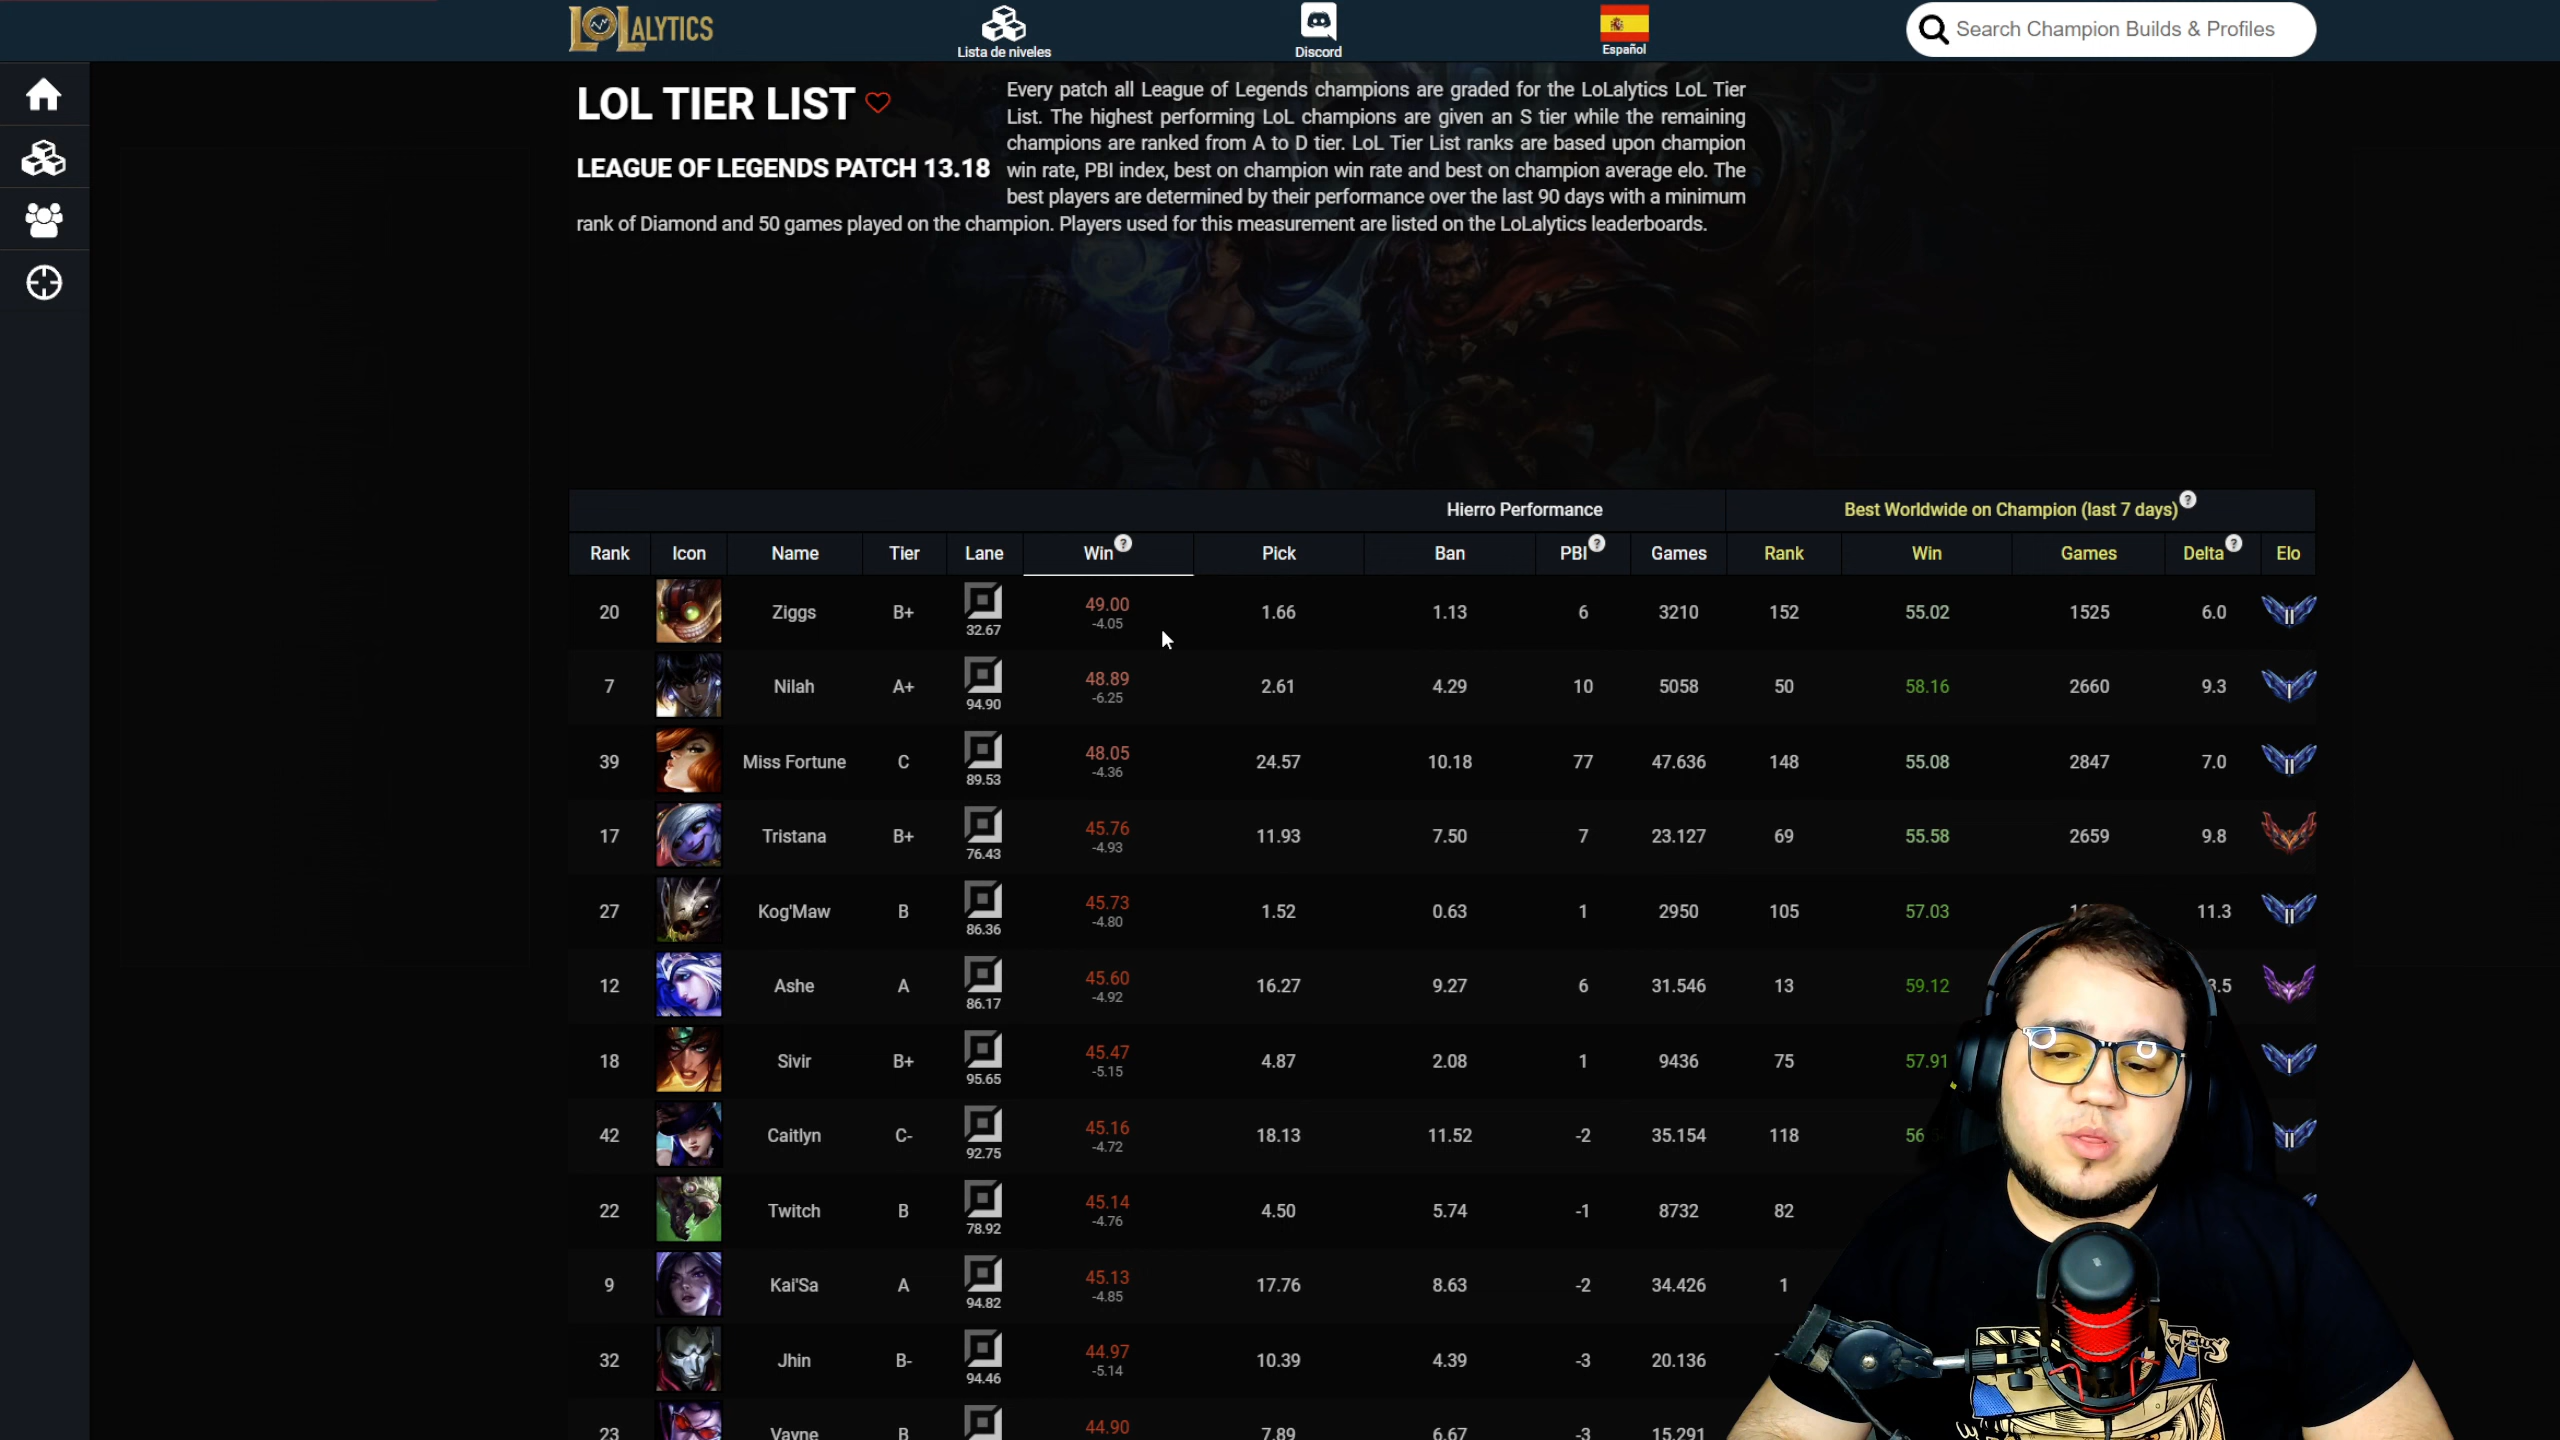 LOLALYTICS
Lista de niveles
Discord
Español
Search Champion Builds & Profiles
LOL TIER LIST
LEAGUE OF LEGENDS PATCH 13.18
Every patch all League of Legends champions are graded for the LoLalytics LoL Tier
List. The highest performing LoL champions are given an S tier while the remaining
champions are ranked from A to D tier. LoL Tier List ranks are based upon champion
win rate, PBI index, best on champion win rate and best on champion average elo. The
best players are determined by their performance over the last 90 days with a minimum
rank of Diamond and 50 games played on the champion. Players used for this measurement are listed on the LoLalytics leaderboards.
Hierro Performance Best Worldwide on Champion (last 7 days) ?
Rank Icon Name Tier Lane Win ? Pick Ban PBI ? Games Rank Win Games Delta ? Elo
20 Ziggs B+ 32.67 49.00 -4.05 1.66 1.13 6 3210 152 55.02 1525 6.0 II
7 Nilah A+ 94.90 48.89 -6.25 2.61 4.29 10 5058 50 58.16 2660 9.3 I
39 Miss Fortune C 89.53 48.05 -4.36 24.57 10.18 77 47.636 148 55.08 2847 7.0 II
17 Tristana B+ 76.43 45.76 -4.93 11.93 7.50 7 23.127 69 55.58 2659 9.8
27 Kog'Maw B 86.36 45.73 -4.80 1.52 0.63 1 2950 105 57.03 11.3 II
12 Ashe A 86.17 45.60 -4.92 16.27 9.27 6 31.546 13 59.12
18 Sivir B+ 95.65 45.47 -5.15 4.87 2.08 1 9436 75 57.91 I
42 Caitlyn C- 92.75 45.16 -4.72 18.13 11.52 -2 35.154 118 56 II
22 Twitch B 78.92 45.14 -4.76 4.50 5.74 -1 8732 82
9 Kai'Sa A 94.82 45.13 -4.85 17.76 8.63 -2 34.426 1
32 Jhin B- 94.46 44.97 -5.14 10.39 4.39 -3 20.136
23 Vayne B 44.90 7.89 6.67 -3 15.291